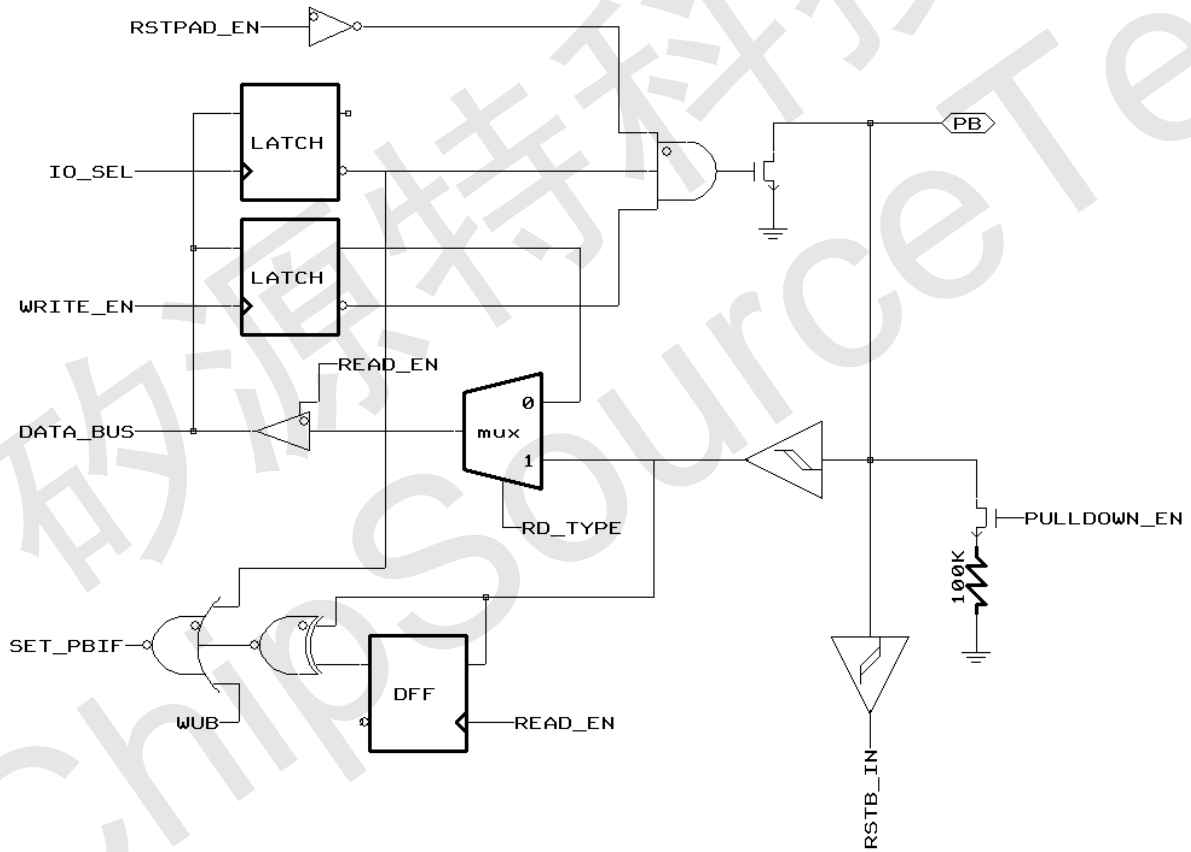 RSTPAD_EN
PB
LATCH
IO_SEL
LATCH
WRITE_EN
READ_EN
0
DATA_BUS
mux
1
RD_TYPE
PULLDOWN_EN
100K
SET_PBIF
DFF
WUB
READ_EN
RSTB_IN
矽源特科技
ChipSourceTe